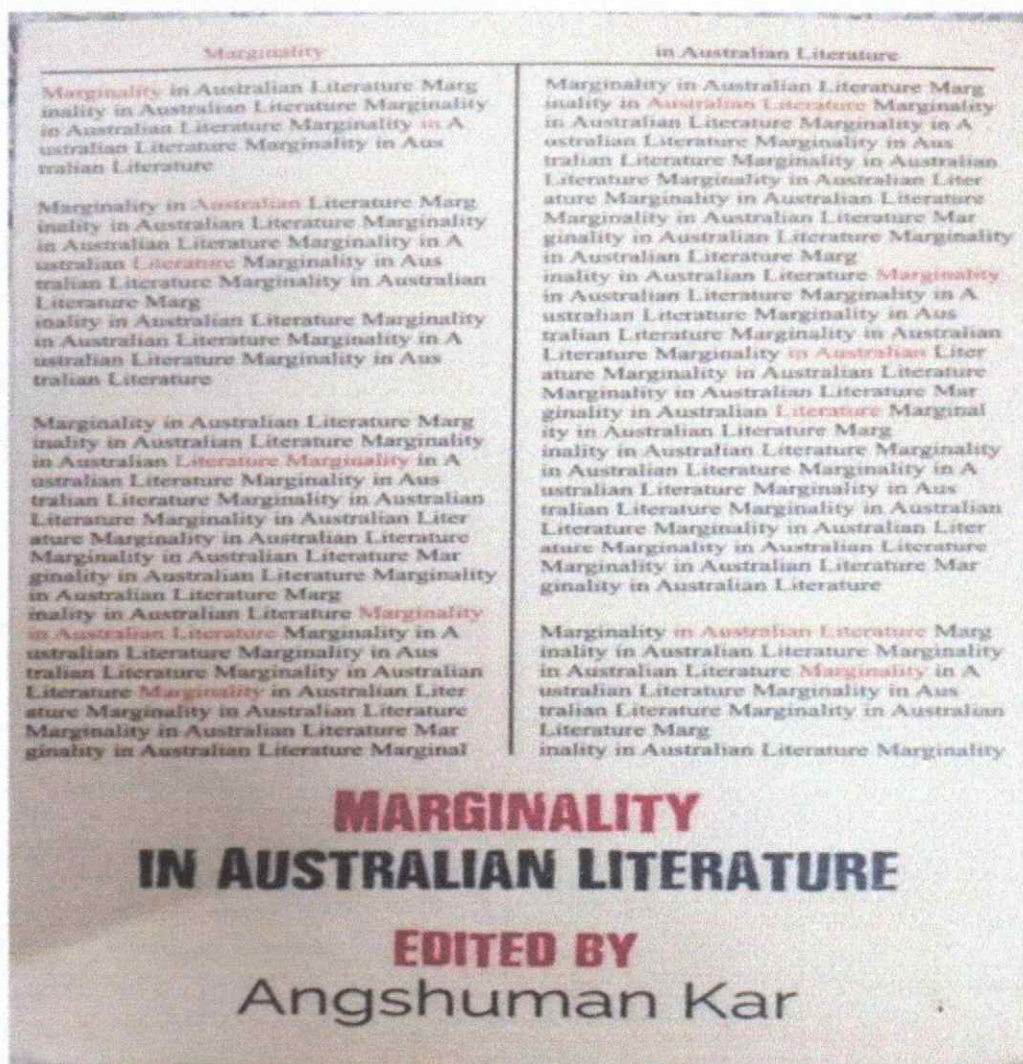 Marginality
Marginality in Australian Literature Marg
inality in Australian Literature Marginality
in Australian Literature Marginality in A
ustralian Literature Marginality in Aus
tralian Literature
Marginality in Australian Literature Marg
inality in Australian Literature Marginality
in Australian Literature Marginality in A
ustralian Literature Marginality in Aus
tralian Literature Marginality in Australian
Literature Marg
inality in Australian Literature Marginality
in Australian Literature Marginality in A
ustralian Literature Marginality in Aus
tralian Literature
Marginality in Australian Literature Marg
inality in Australian Literature Marginality
in Australian Literature Marginality in A
ustralian Literature Marginality in Aus
tralian Literature Marginality in Australian
Literature Marginality in Australian Liter
ature Marginality in Australian Literature
Marginality in Australian Literature Mar
ginality in Australian Literature Marginality
in Australian Literature Marg
inality in Australian Literature Marginality
in Australian Literature Marginality in A
ustralian Literature Marginality in Aus
tralian Literature Marginality in Australian
Literature Marginality in Australian Liter
ature Marginality in Australian Literature
Marginality in Australian Literature Mar
ginality in Australian Literature Marginal
in Australian Literature
Marginality in Australian Literature Marg
inality in Australian Literature Marginality
in Australian Literature Marginality in A
ustralian Literature Marginality in Aus
tralian Literature Marginality in Australian
Literature Marginality in Australian Liter
ature Marginality in Australian Literature
Marginality in Australian Literature Mar
ginality in Australian Literature Marginality
in Australian Literature Marg
inality in Australian Literature Marginality
in Australian Literature Marginality in A
ustralian Literature Marginality in Aus
tralian Literature Marginality in Australian
Literature Marginality in Australian Liter
ature Marginality in Australian Literature
Marginality in Australian Literature Mar
ginality in Australian Literature Marginal
ity in Australian Literature Marg
inality in Australian Literature Marginality
in Australian Literature Marginality in A
ustralian Literature Marginality in Aus
tralian Literature Marginality in Australian
Literature Marginality in Australian Liter
ature Marginality in Australian Literature
Marginality in Australian Literature Mar
ginality in Australian Literature
Marginality in Australian Literature Marg
inality in Australian Literature Marginality
in Australian Literature Marginality in A
ustralian Literature Marginality in Aus
tralian Literature Marginality in Australian
Literature Marg
inality in Australian Literature Marginality
MARGINALITY
IN AUSTRALIAN LITERATURE
EDITED BY
Angshuman Kar